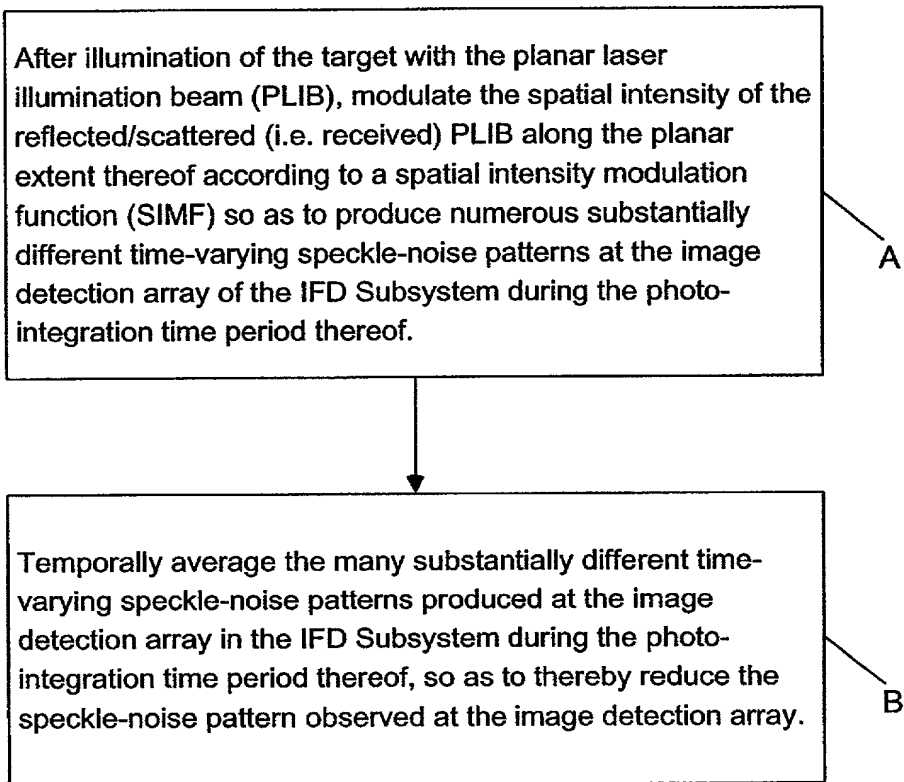 After illumination of the target with the planar laser
illumination beam (PLIB), modulate the spatial intensity of the
reflected/scattered (i.e. received) PLIB along the planar
extent thereof according to a spatial intensity modulation
function (SIMF) so as to produce numerous substantially
different time-varying speckle-noise patterns at the image
detection array of the IFD Subsystem during the photo-
integration time period thereof.
A
Temporally average the many substantially different time-
varying speckle-noise patterns produced at the image
detection array in the IFD Subsystem during the photo-
integration time period thereof, so as to thereby reduce the
speckle-noise pattern observed at the image detection array.
B